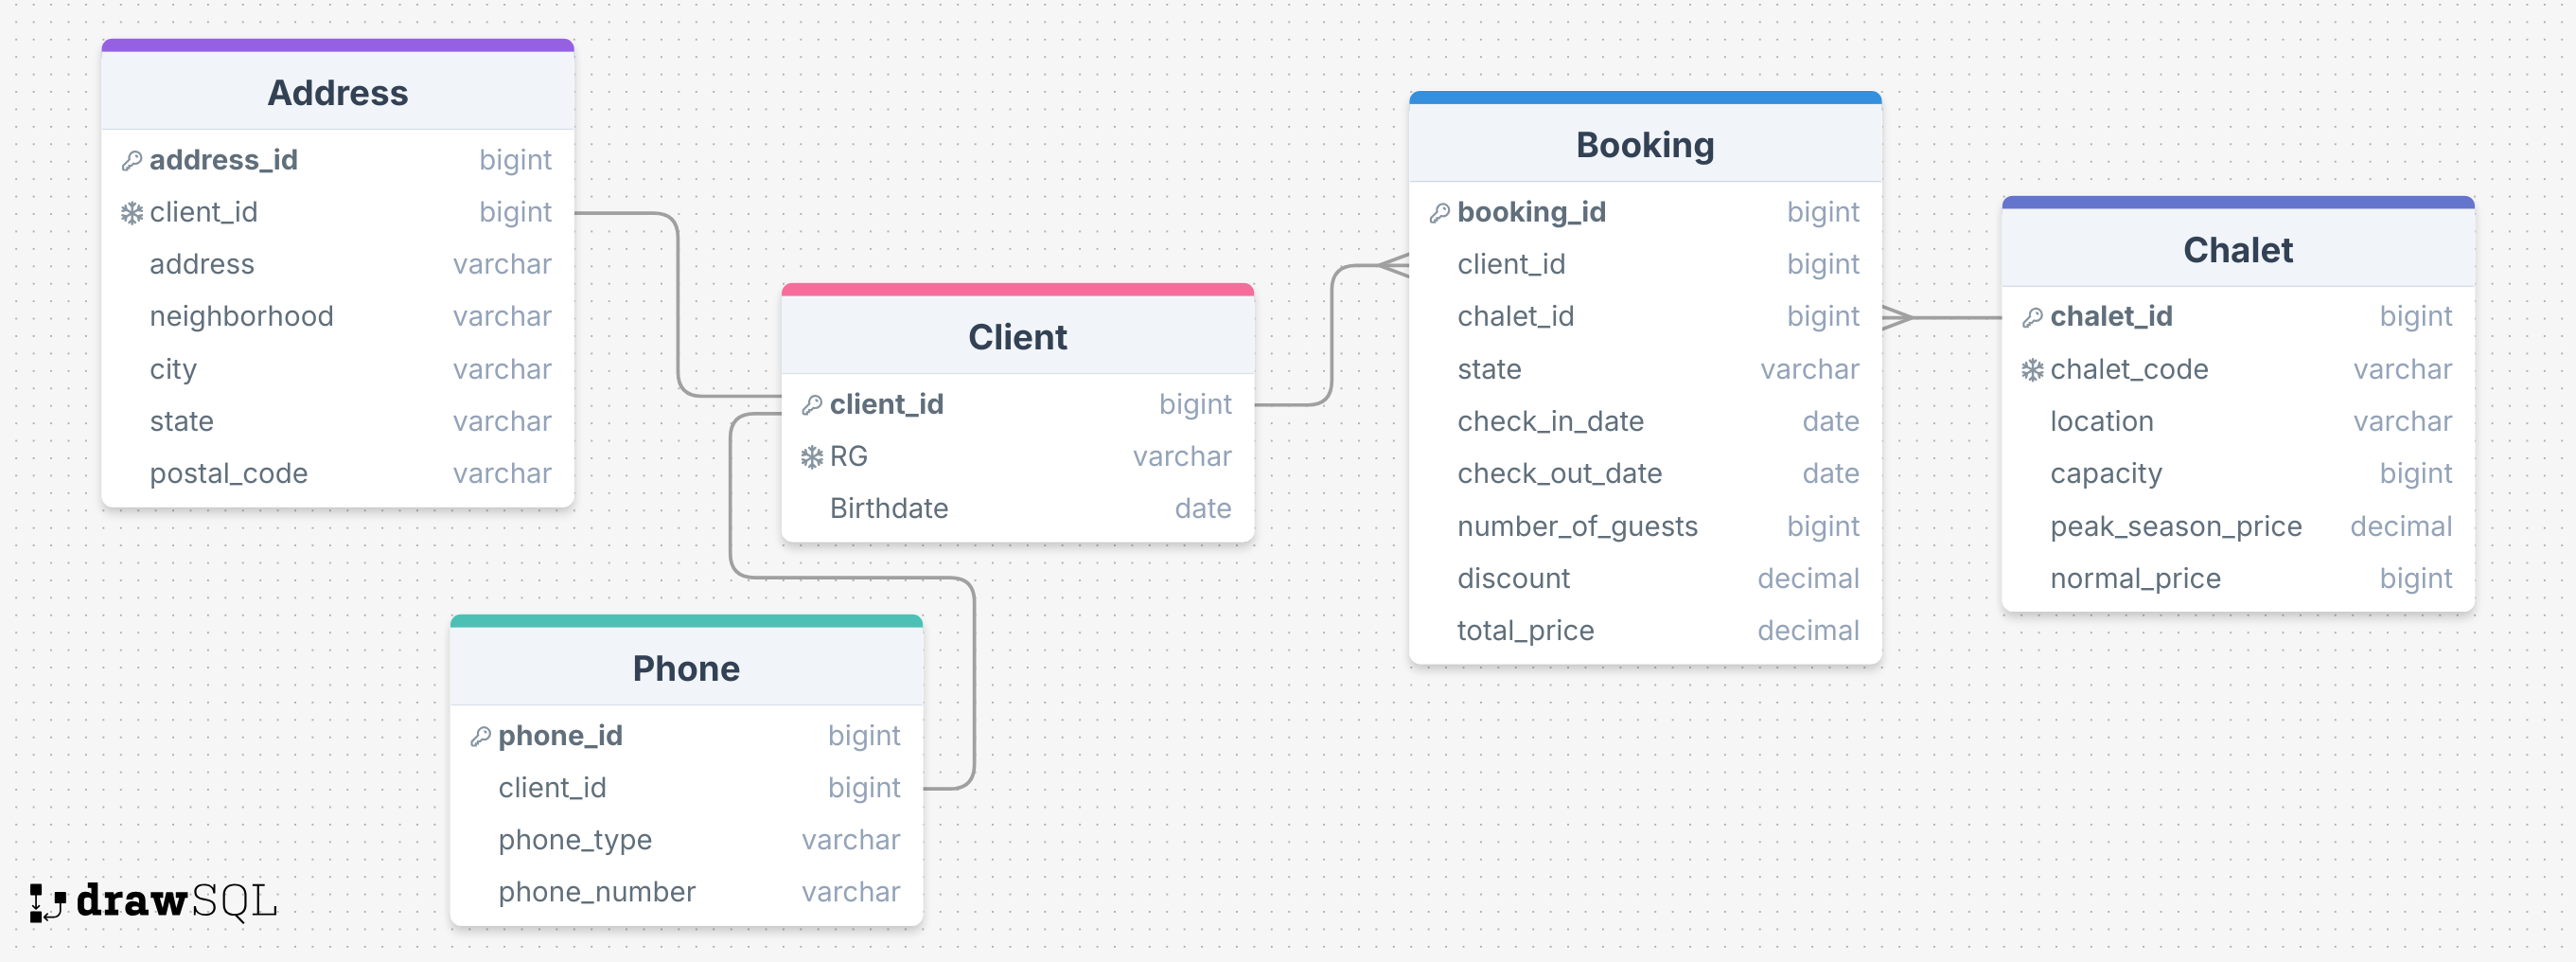 Address
address_id bigint
client_id bigint
address varchar
neighborhood varchar
city varchar
state varchar
postal_code varchar
Client
client_id bigint
RG varchar
Birthdate date
Phone
phone_id bigint
client_id bigint
phone_type varchar
phone_number varchar
Booking
booking_id bigint
client_id bigint
chalet_id bigint
state varchar
check_in_date date
check_out_date date
number_of_guests bigint
discount decimal
total_price decimal
Chalet
chalet_id bigint
chalet_code varchar
location varchar
capacity bigint
peak_season_price decimal
normal_price bigint
drawSQL